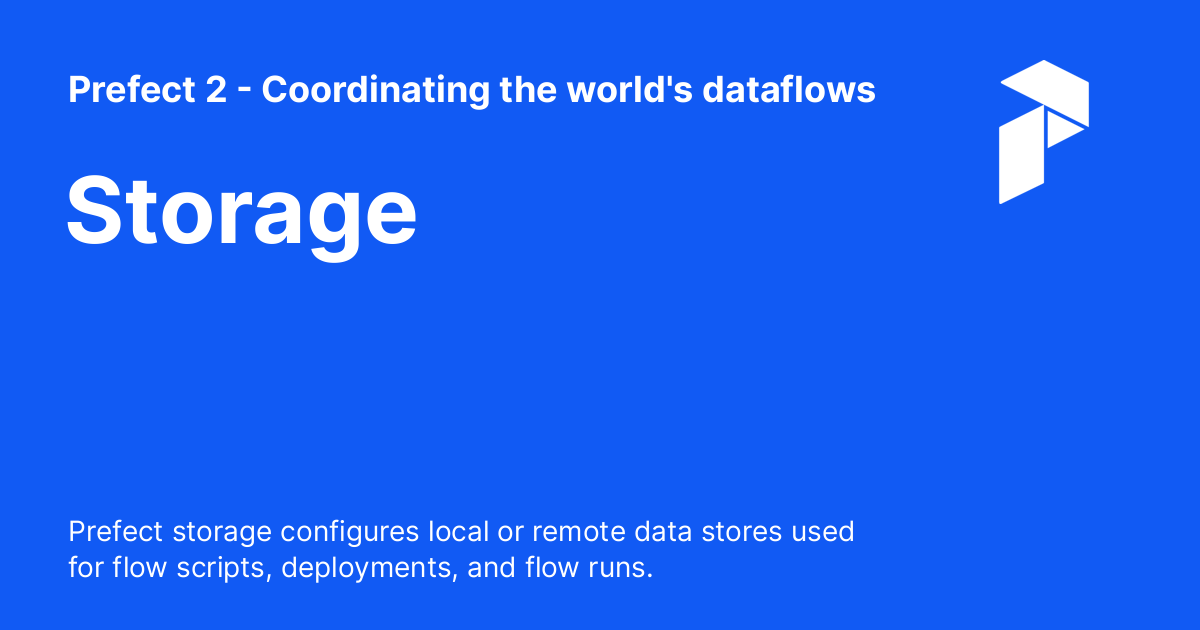 Prefect 2 - Coordinating the world's dataflows
Storage
Prefect storage configures local or remote data stores used
for flow scripts, deployments, and flow runs.